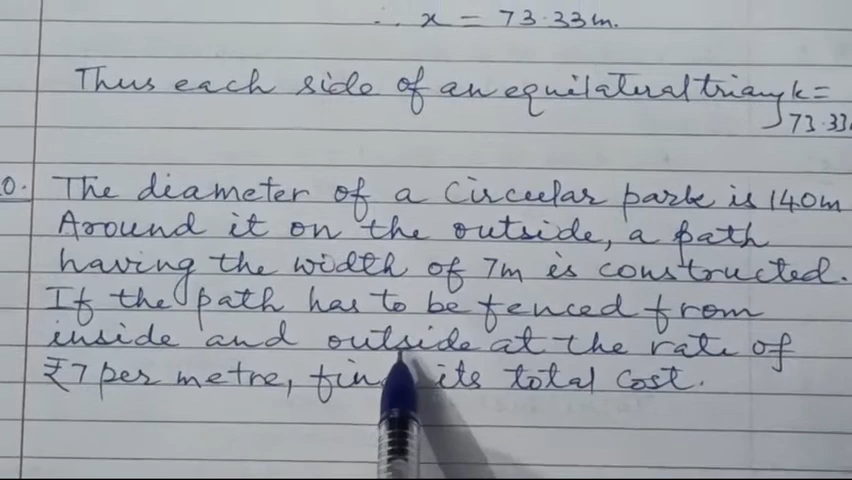 ∴ x = 73.33m.
Thus each side of an equilateral triangle =
73.33
0. The diameter of a circular park is 140m
Around it on the outside, a path
having the width of 7m is constructed.
If the path has to be fenced from
inside and outside at the rate of
₹7 per metre, find its total cost.